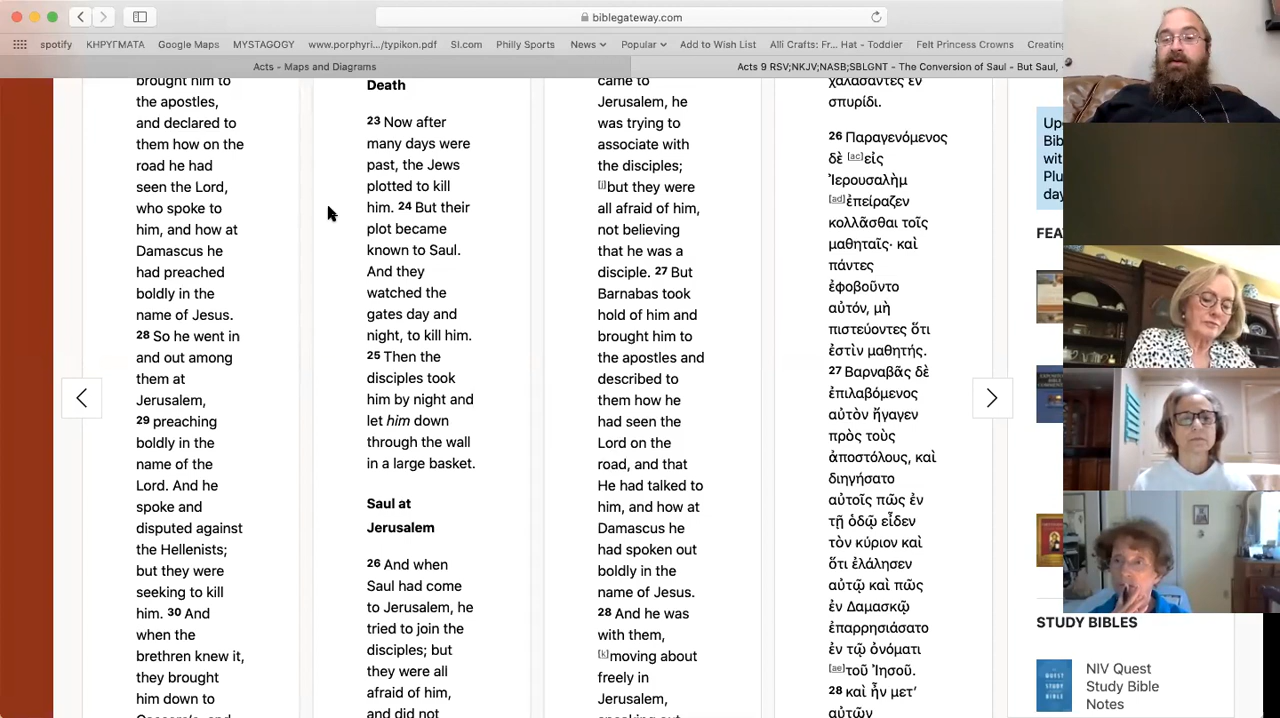 biblegateway.com
spotify
ΚΗΡΥΓΜΑΤΑ
Google Maps
MYSTAGOGY
www.porphyri.../typikon.pdf
SI.com
Philly Sports
News
Popular
Add to Wish List
Alli Crafts: Fr... Hat - Toddler
Felt Princess Crowns
Creating
Acts - Maps and Diagrams
Acts 9 RSV;NKJV;NASB;SBLGNT - The Conversion of Saul - But Saul,
brought him to
the apostles,
and declared to
them how on the
road he had
seen the Lord,
who spoke to
him, and how at
Damascus he
had preached
boldly in the
name of Jesus.
28 So he went in
and out among
them at
Jerusalem,
29 preaching
boldly in the
name of the
Lord. And he
spoke and
disputed against
the Hellenists;
but they were
seeking to kill
him. 30 And
when the
brethren knew it,
they brought
him down to
Death
23 Now after
many days were
past, the Jews
plotted to kill
him. 24 But their
plot became
known to Saul.
And they
watched the
gates day and
night, to kill him.
25 Then the
disciples took
him by night and
let him down
through the wall
in a large basket.
Saul at
Jerusalem
26 And when
Saul had come
to Jerusalem, he
tried to join the
disciples; but
they were all
afraid of him,
and did not
came to
Jerusalem, he
was trying to
associate with
the disciples;
[j]but they were
all afraid of him,
not believing
that he was a
disciple. 27 But
Barnabas took
hold of him and
brought him to
the apostles and
described to
them how he
had seen the
Lord on the
road, and that
He had talked to
him, and how at
Damascus he
had spoken out
boldly in the
name of Jesus.
28 And he was
with them,
[k]moving about
freely in
Jerusalem,
speaking out
χαλάσαντες ἐν
σπυρίδι.
26 Παραγενόμενος
δὲ [ac]εἰς
Ἰερουσαλὴμ
[ad]ἐπείραζεν
κολλᾶσθαι τοῖς
μαθηταῖς· καὶ
πάντες
ἐφοβοῦντο
αὐτόν, μὴ
πιστεύοντες ὅτι
ἐστὶν μαθητής.
27 Βαρναβᾶς δὲ
ἐπιλαβόμενος
αὐτὸν ἤγαγεν
πρὸς τοὺς
ἀποστόλους, καὶ
διηγήσατο
αὐτοῖς πῶς ἐν
τῇ ὁδῷ εἶδεν
τὸν κύριον καὶ
ὅτι ἐλάλησεν
αὐτῷ καὶ πῶς
ἐν Δαμασκῷ
ἐπαρρησιάσατο
ἐν τῷ ὀνόματι
[ae]τοῦ Ἰησοῦ.
28 καὶ ἦν μετ’
αὐτῶν
STUDY BIBLES
NIV Quest
Study Bible
Notes